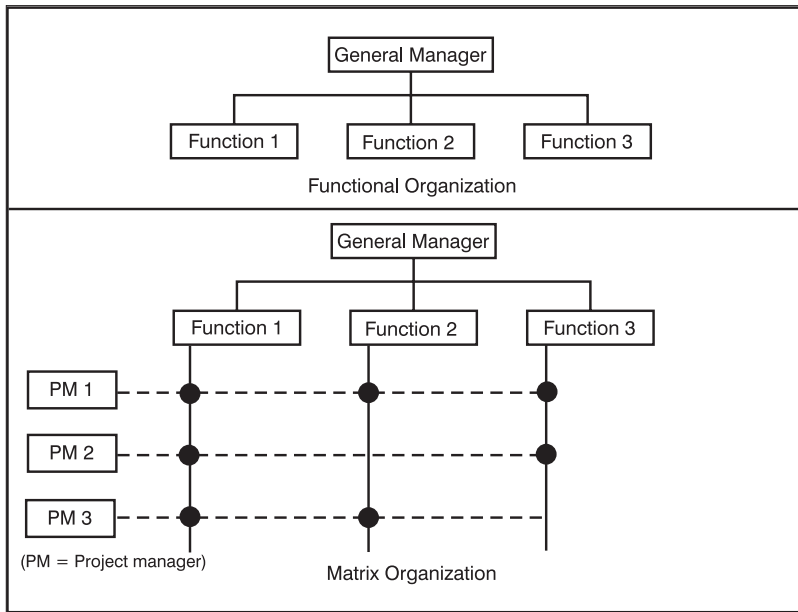 General Manager
Function 1
Function 2
Function 3
Functional Organization
General Manager
Function 1
Function 2
Function 3
PM 1
PM 2
PM 3
(PM = Project manager)
Matrix Organization